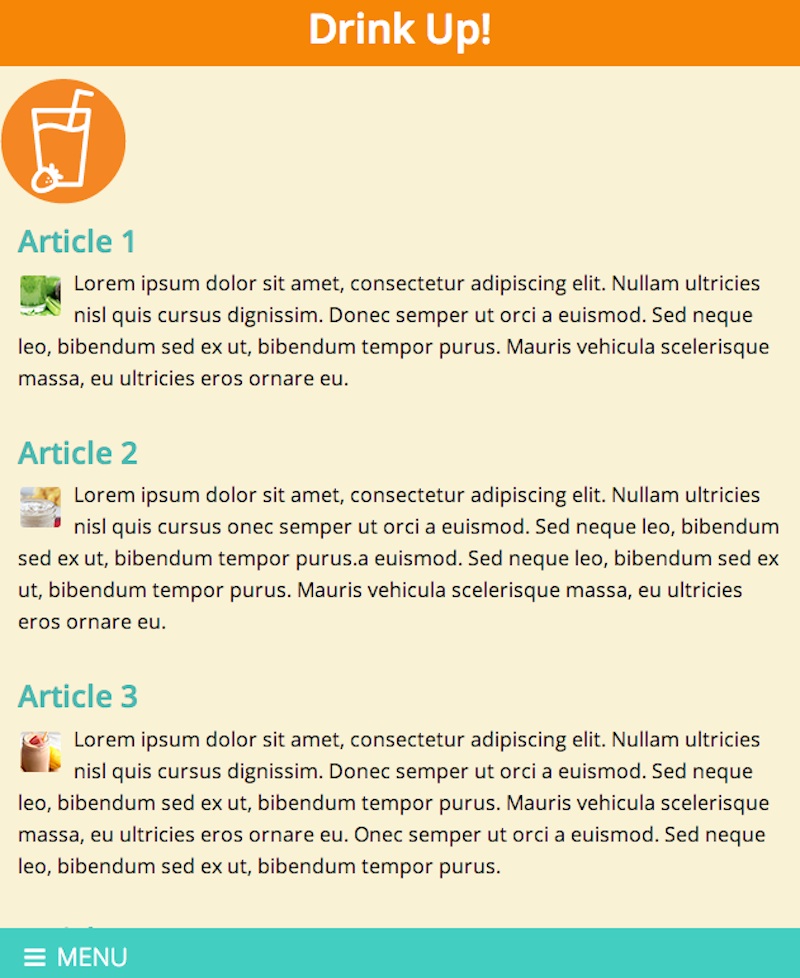 Drink Up!
Article 1
Lorem ipsum dolor sit amet, consectetur adipiscing elit. Nullam ultricies
nisl quis cursus dignissim. Donec semper ut orci a euismod. Sed neque
leo, bibendum sed ex ut, bibendum tempor purus. Mauris vehicula scelerisque
massa, eu ultricies eros ornare eu.
Article 2
Lorem ipsum dolor sit amet, consectetur adipiscing elit. Nullam ultricies
nisl quis cursus onec semper ut orci a euismod. Sed neque leo, bibendum
sed ex ut, bibendum tempor purus.a euismod. Sed neque leo, bibendum sed ex
ut, bibendum tempor purus. Mauris vehicula scelerisque massa, eu ultricies
eros ornare eu.
Article 3
Lorem ipsum dolor sit amet, consectetur adipiscing elit. Nullam ultricies
nisl quis cursus dignissim. Donec semper ut orci a euismod. Sed neque
leo, bibendum sed ex ut, bibendum tempor purus. Mauris vehicula scelerisque
massa, eu ultricies eros ornare eu. Onec semper ut orci a euismod. Sed neque
leo, bibendum sed ex ut, bibendum tempor purus.
MENU